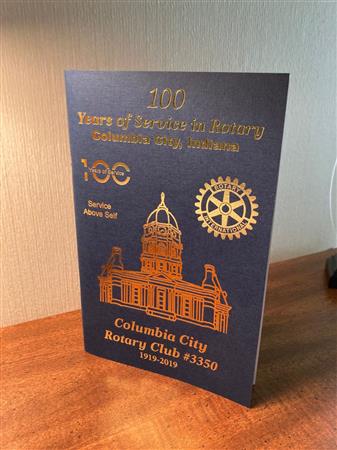 100
Years of Service in Rotary
Columbia City, Indiana
100
Years of Service
Service
Above Self
ROTARY
INTERNATIONAL
Columbia City
Rotary Club #3350
1919-2019